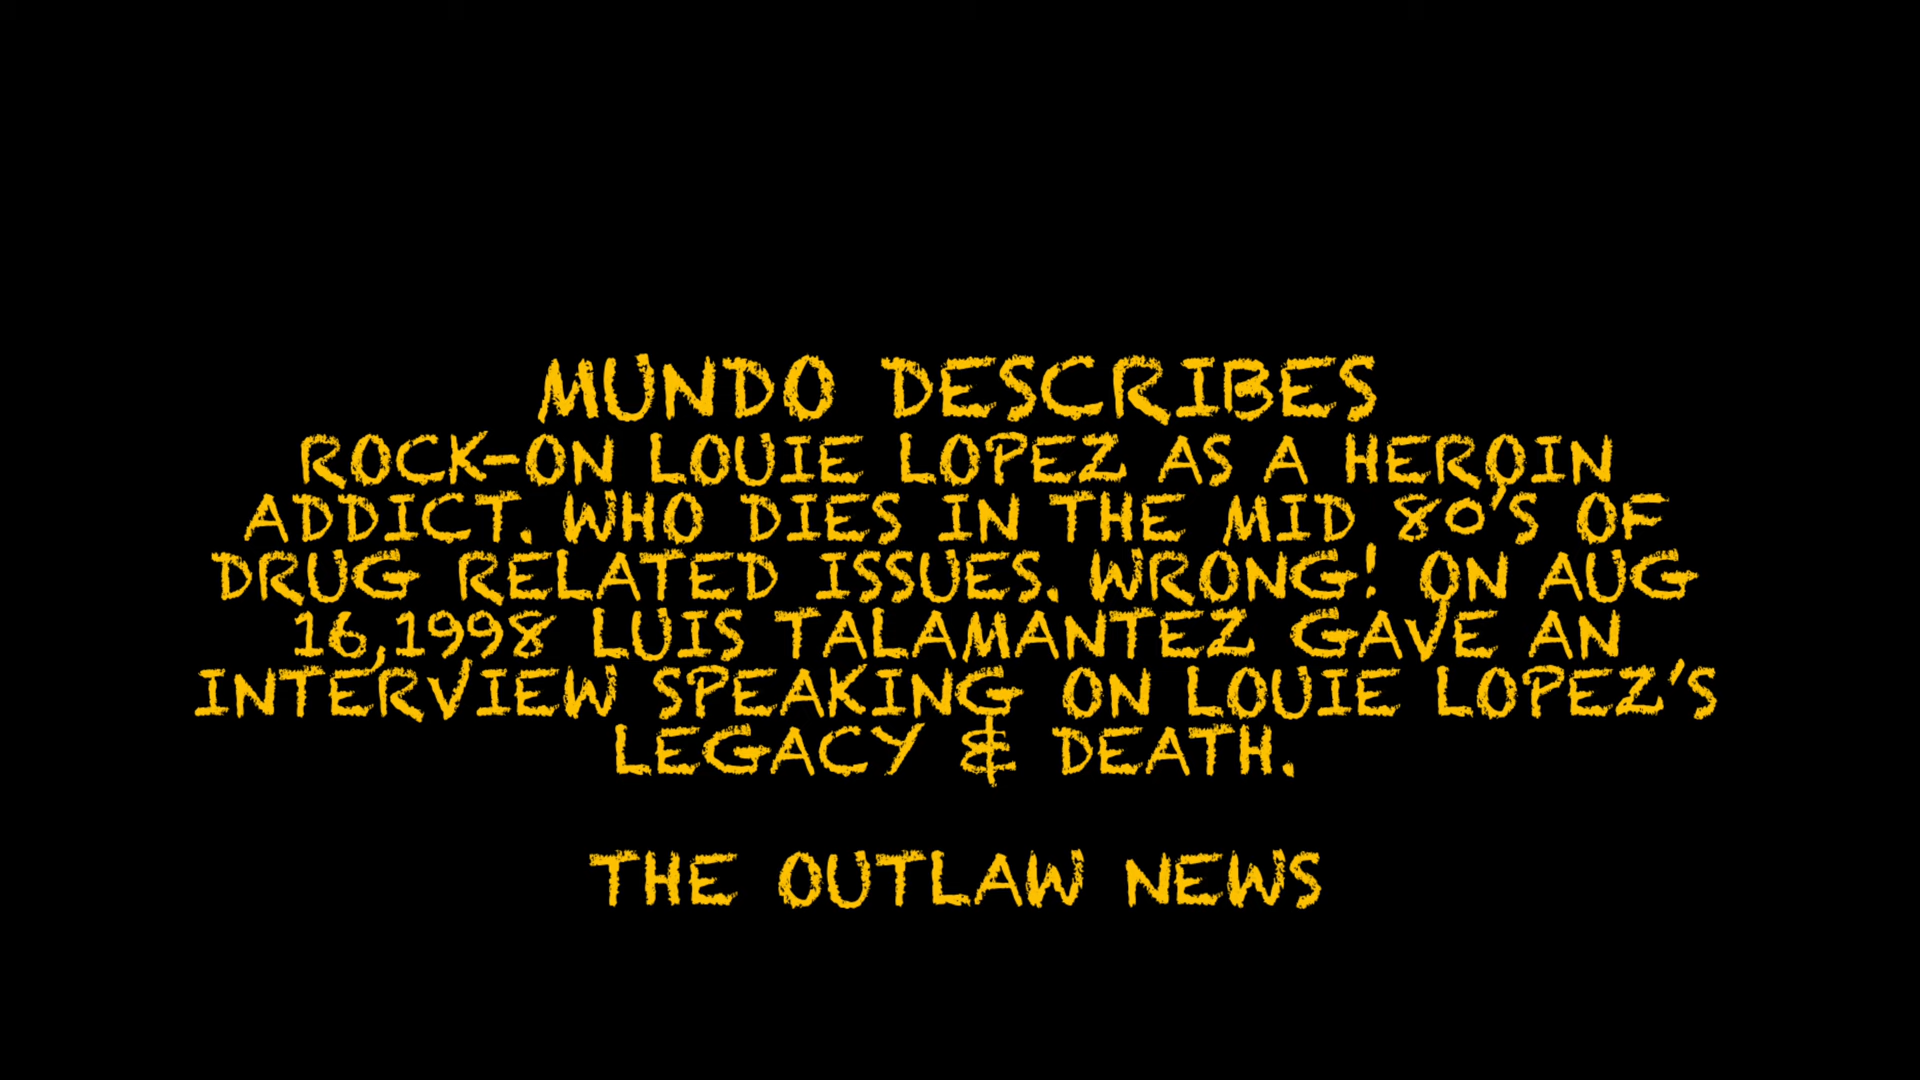 MUNDO DESCRIBES
ROCK-ON LOUIE LOPEZ AS A HEROIN
ADDICT. WHO DIES IN THE MID 80'S OF
DRUG RELATED ISSUES. WRONG! ON AUG
16,1998 LUIS TALAMANTEZ GAVE AN
INTERVIEW SPEAKING ON LOUIE LOPEZ'S
LEGACY & DEATH.
THE OUTLAW NEWS